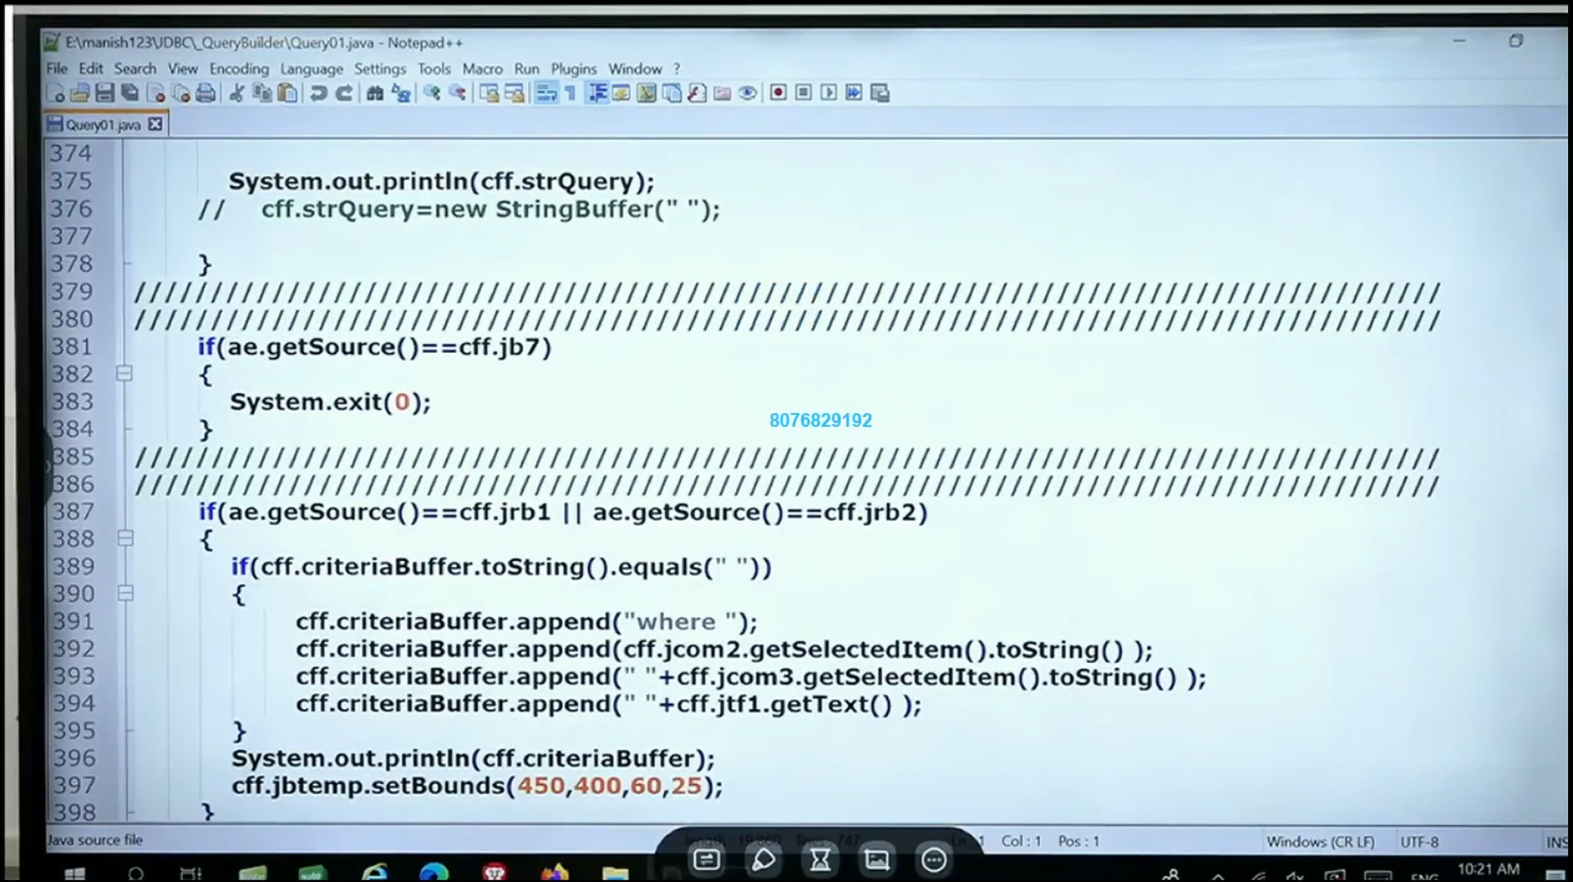 E:\manish123\JDBC\_QueryBuilder\Query01.java - Notepad++
File Edit Search View Encoding Language Settings Tools Macro Run Plugins Window ?
Query01.java
374
375 System.out.println(cff.strQuery);
376 // cff.strQuery=new StringBuffer(" ");
377
378 }
379 ////////////////////////////////////////////////////////////////////////////////////
380 ////////////////////////////////////////////////////////////////////////////////////
381 if(ae.getSource()==cff.jb7)
382 {
383 System.exit(0);
8076829192
384 }
385 ////////////////////////////////////////////////////////////////////////////////////
386 ////////////////////////////////////////////////////////////////////////////////////
387 if(ae.getSource()==cff.jrb1 || ae.getSource()==cff.jrb2)
388 {
389 if(cff.criteriaBuffer.toString().equals(" "))
390 {
391 cff.criteriaBuffer.append("where ");
392 cff.criteriaBuffer.append(cff.jcom2.getSelectedItem().toString() );
393 cff.criteriaBuffer.append(" "+cff.jcom3.getSelectedItem().toString() );
394 cff.criteriaBuffer.append(" "+cff.jtf1.getText() );
395 }
396 System.out.println(cff.criteriaBuffer);
397 cff.jbtemp.setBounds(450,400,60,25);
398 }
Java source file Col : 1 Pos : 1 Windows (CR LF) UTF-8 INS
ENG 10:21 AM